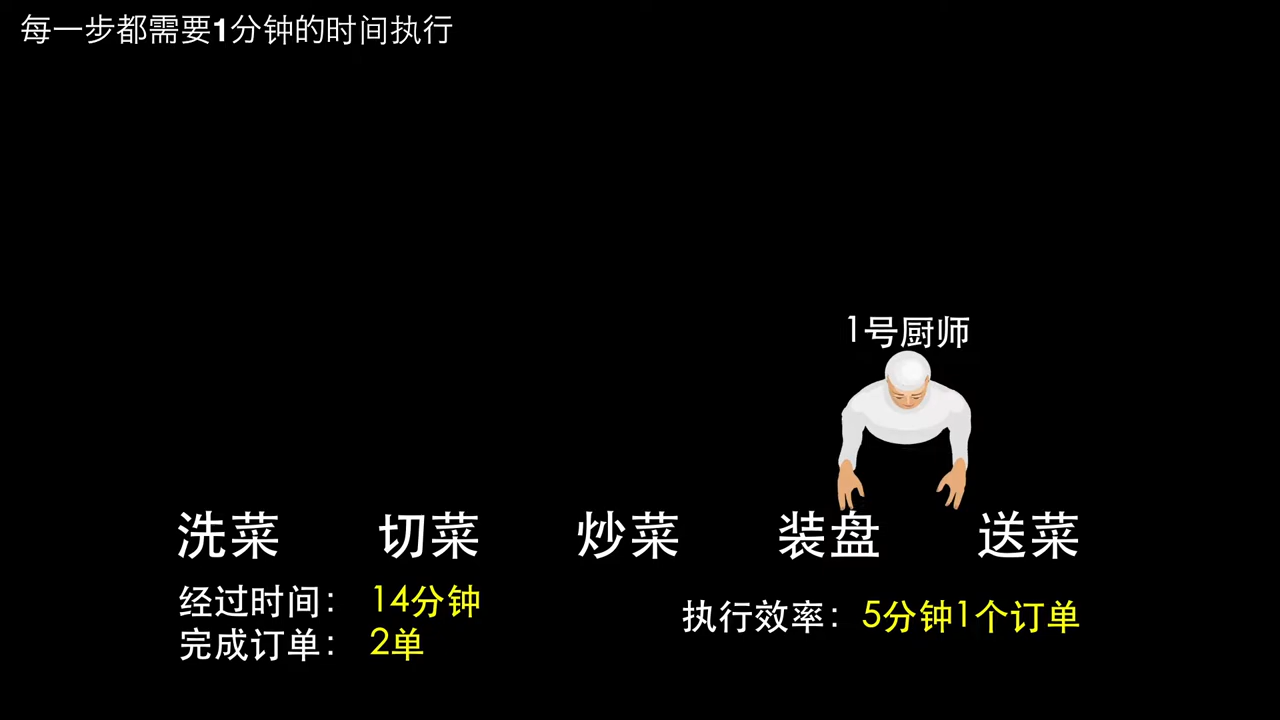 每一步都需要1分钟的时间执行
1号厨师
洗菜 切菜 炒菜 装盘 送菜
经过时间： 14分钟
完成订单： 2单
执行效率：5分钟1个订单